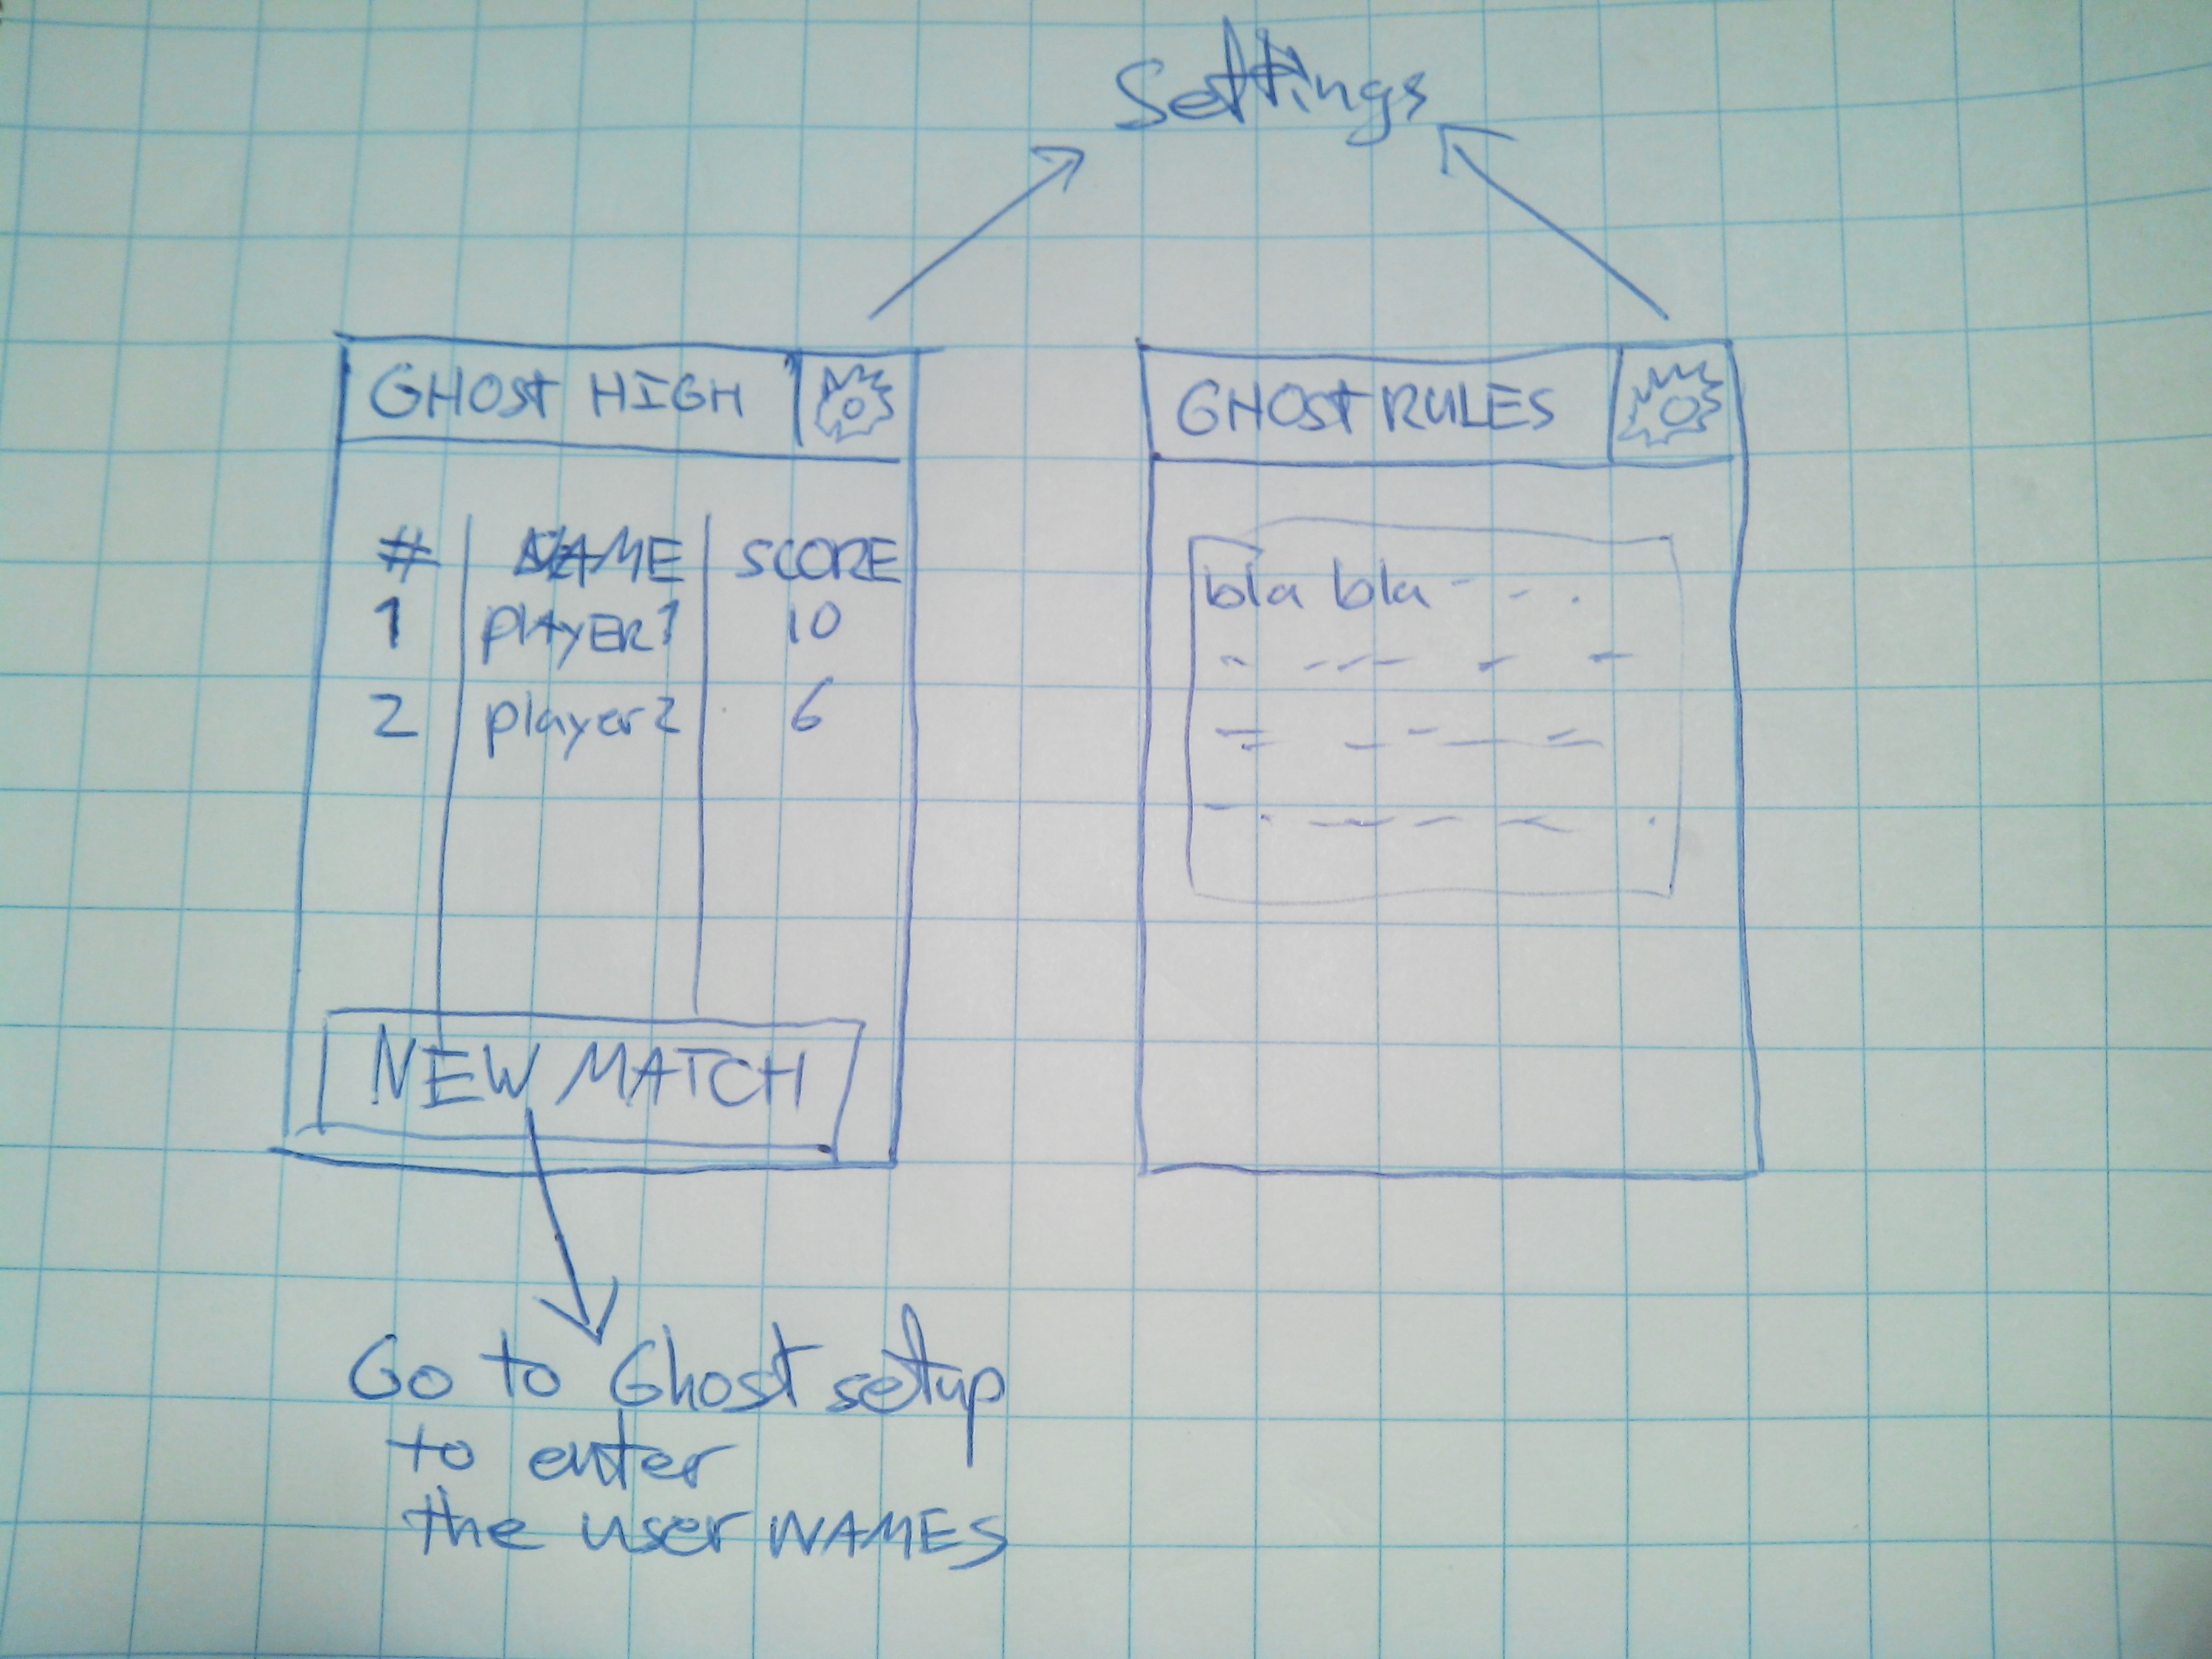 Settings
GHOST HIGH
# NAME SCORE
1 PLAYER1 10
2 player2 6
NEW MATCH
Go to Ghost setup
to enter
the user NAMES
GHOST RULES
bla bla - - .